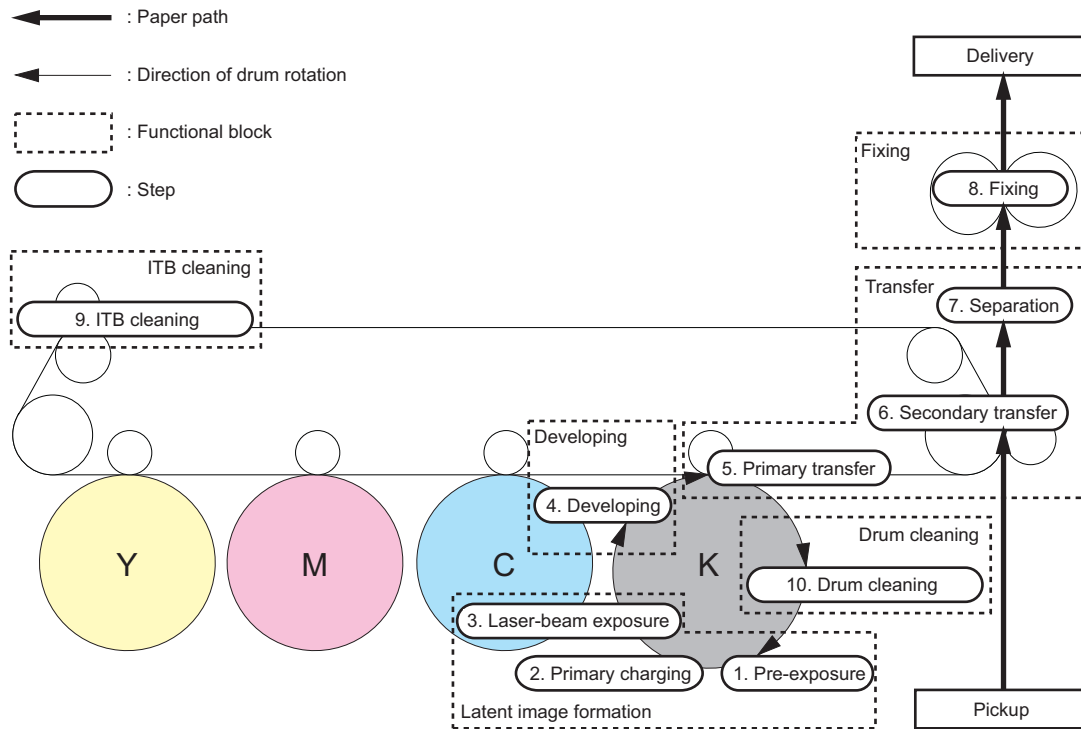 : Paper path
: Direction of drum rotation
: Functional block
: Step
Delivery
Fixing
8. Fixing
ITB cleaning
9. ITB cleaning
Transfer
7. Separation
6. Secondary transfer
Developing
5. Primary transfer
4. Developing
Drum cleaning
Y
M
C
K
10. Drum cleaning
3. Laser-beam exposure
2. Primary charging
1. Pre-exposure
Latent image formation
Pickup